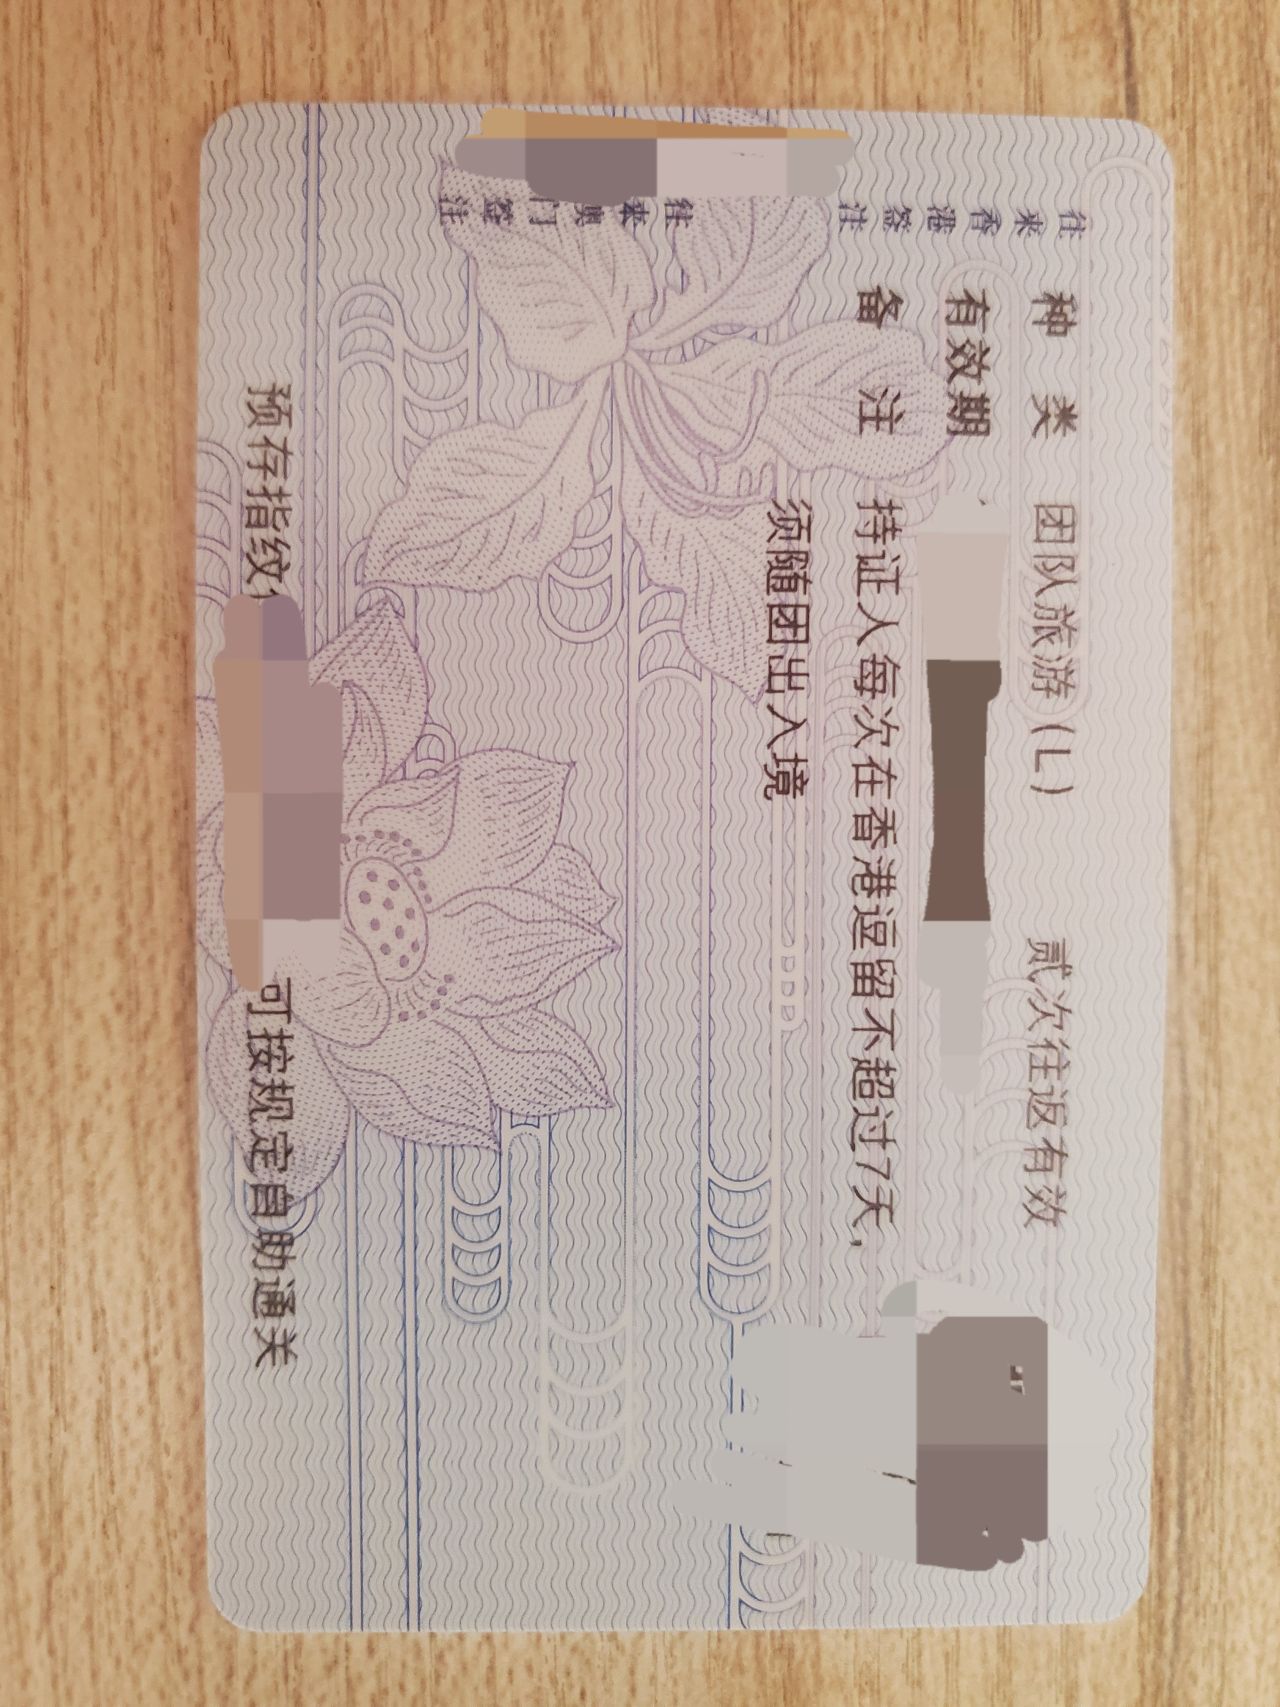 往来香港签注
种 类 团队旅游(L) 贰次往返有效
有效期
备 注 持证人每次在香港逗留不超过7天,
须随团出入境
往来澳门签注
预存指纹
可按规定自助通关